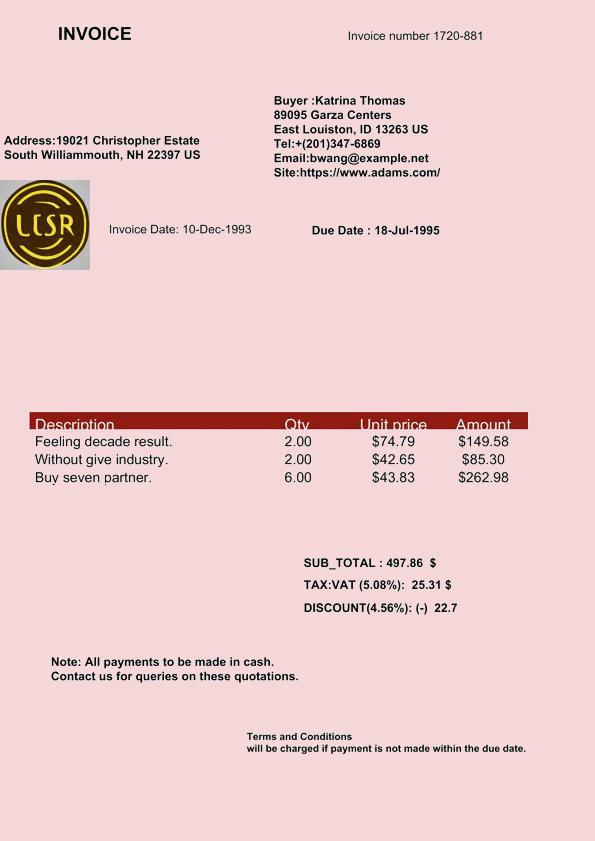 INVOICE
Invoice number 1720-881
Buyer :Katrina Thomas
89095 Garza Centers
East Louiston, ID 13263 US
Tel:+(201)347-6869
Email:bwang@example.net
Site:https://www.adams.com/
Address:19021 Christopher Estate
South Williammouth, NH 22397 US
LCSR
Invoice Date: 10-Dec-1993
Due Date : 18-Jul-1995
Description Qty Unit price Amount
Feeling decade result. 2.00 $74.79 $149.58
Without give industry. 2.00 $42.65 $85.30
Buy seven partner. 6.00 $43.83 $262.98
SUB_TOTAL : 497.86 $
TAX:VAT (5.08%): 25.31 $
DISCOUNT(4.56%): (-) 22.7
Note: All payments to be made in cash.
Contact us for queries on these quotations.
Terms and Conditions
will be charged if payment is not made within the due date.